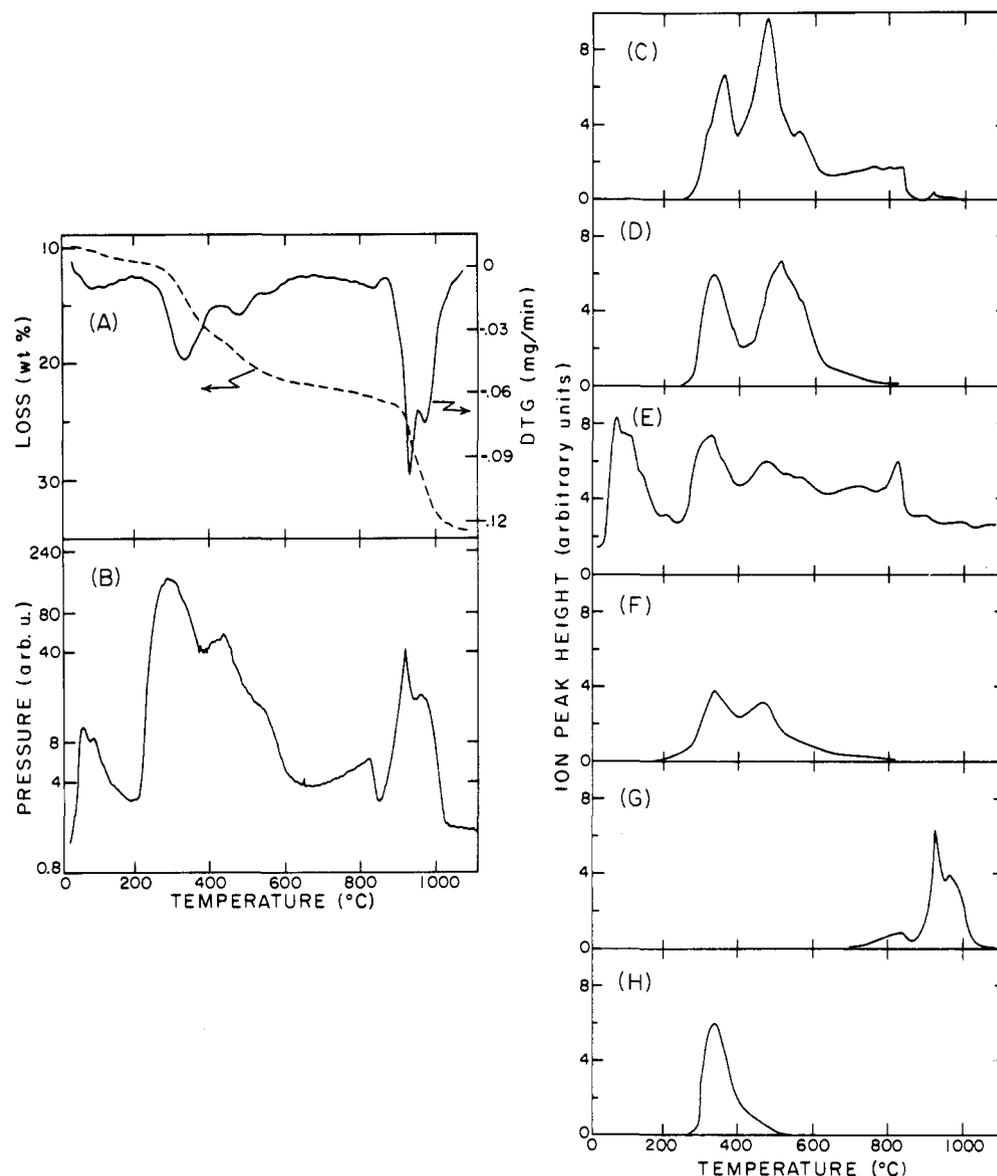 (A)
LOSS (wt %)
10
20
30
DTG (mg/min)
0
-.03
-.06
-.09
-.12
(B)
PRESSURE (arb. u.)
240
80
40
8
4
0.8
0 200 400 600 800 1000
TEMPERATURE (°C)
ION PEAK HEIGHT (arbitrary units)
(C)
8
4
0
(D)
8
4
0
(E)
8
4
0
(F)
8
4
0
(G)
8
4
0
(H)
8
4
0
0 200 400 600 800 1000
TEMPERATURE (°C)